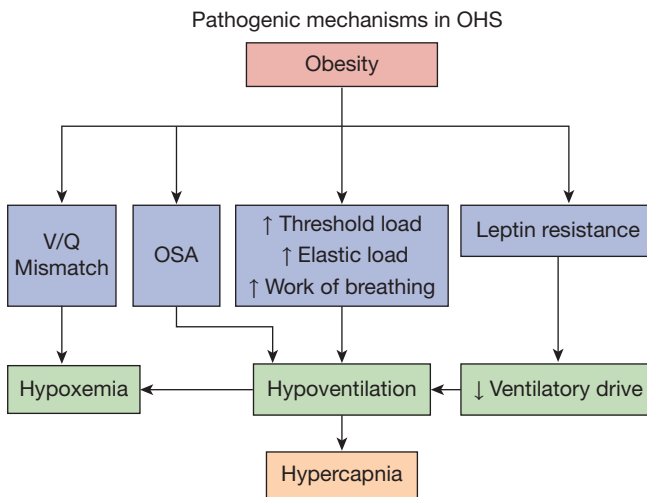 Pathogenic mechanisms in OHS
Obesity
V/Q
Mismatch
OSA
↑ Threshold load
↑ Elastic load
↑ Work of breathing
Leptin resistance
Hypoxemia
Hypoventilation
↓ Ventilatory drive
Hypercapnia